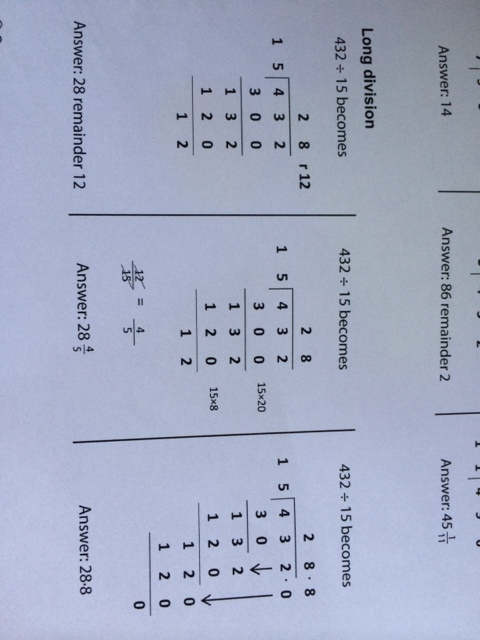 Answer: 14
Answer: 86 remainder 2
Answer: 45 1/11
Long division
432 ÷ 15 becomes
2 8 r 12
1 5 4 3 2
3 0 0
1 3 2
1 2 0
1 2
Answer: 28 remainder 12
432 ÷ 15 becomes
2 8
1 5 4 3 2
3 0 0 15×20
1 3 2
1 2 0 15×8
1 2
12/15 = 4/5
Answer: 28 4/5
432 ÷ 15 becomes
2 8 · 8
1 5 4 3 2 · 0
3 0
1 3 2
1 2 0
1 2 0
1 2 0
0
Answer: 28·8